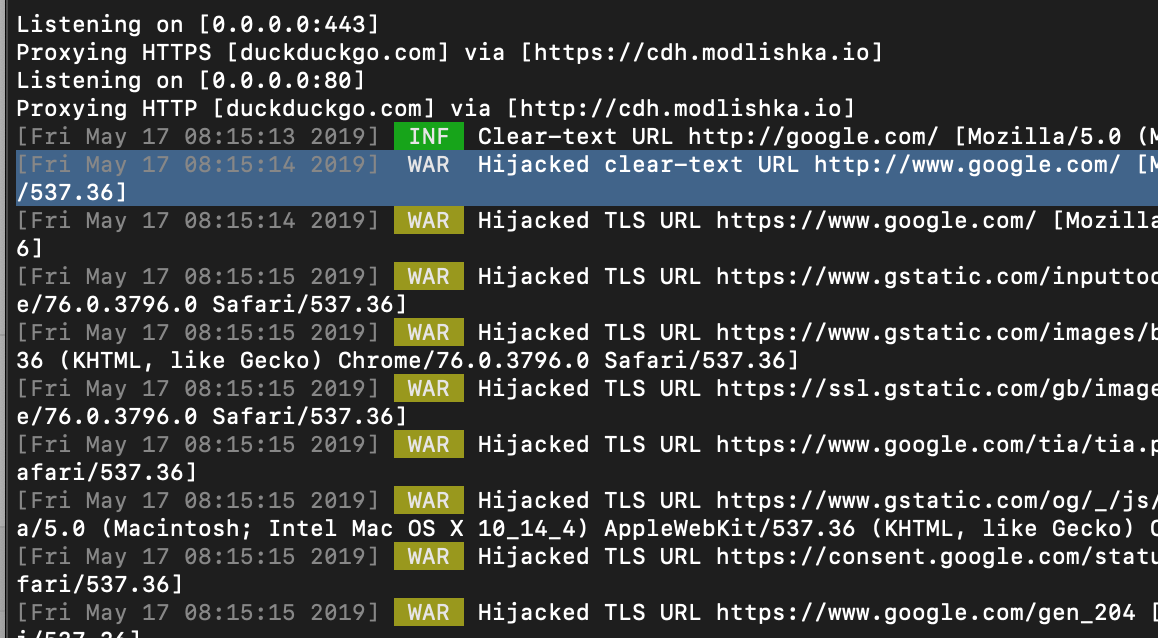 Listening on [0.0.0.0:443]
Proxying HTTPS [duckduckgo.com] via [https://cdh.modlishka.io]
Listening on [0.0.0.0:80]
Proxying HTTP [duckduckgo.com] via [http://cdh.modlishka.io]
[Fri May 17 08:15:13 2019] INF Clear-text URL http://google.com/ [Mozilla/5.0 (M
[Fri May 17 08:15:14 2019] WAR Hijacked clear-text URL http://www.google.com/ [M
/537.36]
[Fri May 17 08:15:14 2019] WAR Hijacked TLS URL https://www.google.com/ [Mozilla
6]
[Fri May 17 08:15:15 2019] WAR Hijacked TLS URL https://www.gstatic.com/inputtoo
e/76.0.3796.0 Safari/537.36]
[Fri May 17 08:15:15 2019] WAR Hijacked TLS URL https://www.gstatic.com/images/b
36 (KHTML, like Gecko) Chrome/76.0.3796.0 Safari/537.36]
[Fri May 17 08:15:15 2019] WAR Hijacked TLS URL https://ssl.gstatic.com/gb/image
e/76.0.3796.0 Safari/537.36]
[Fri May 17 08:15:15 2019] WAR Hijacked TLS URL https://www.google.com/tia/tia.p
afari/537.36]
[Fri May 17 08:15:15 2019] WAR Hijacked TLS URL https://www.gstatic.com/og/_/js/
a/5.0 (Macintosh; Intel Mac OS X 10_14_4) AppleWebKit/537.36 (KHTML, like Gecko) C
[Fri May 17 08:15:15 2019] WAR Hijacked TLS URL https://consent.google.com/statu
fari/537.36]
[Fri May 17 08:15:15 2019] WAR Hijacked TLS URL https://www.google.com/gen_204 [
i/537.36]